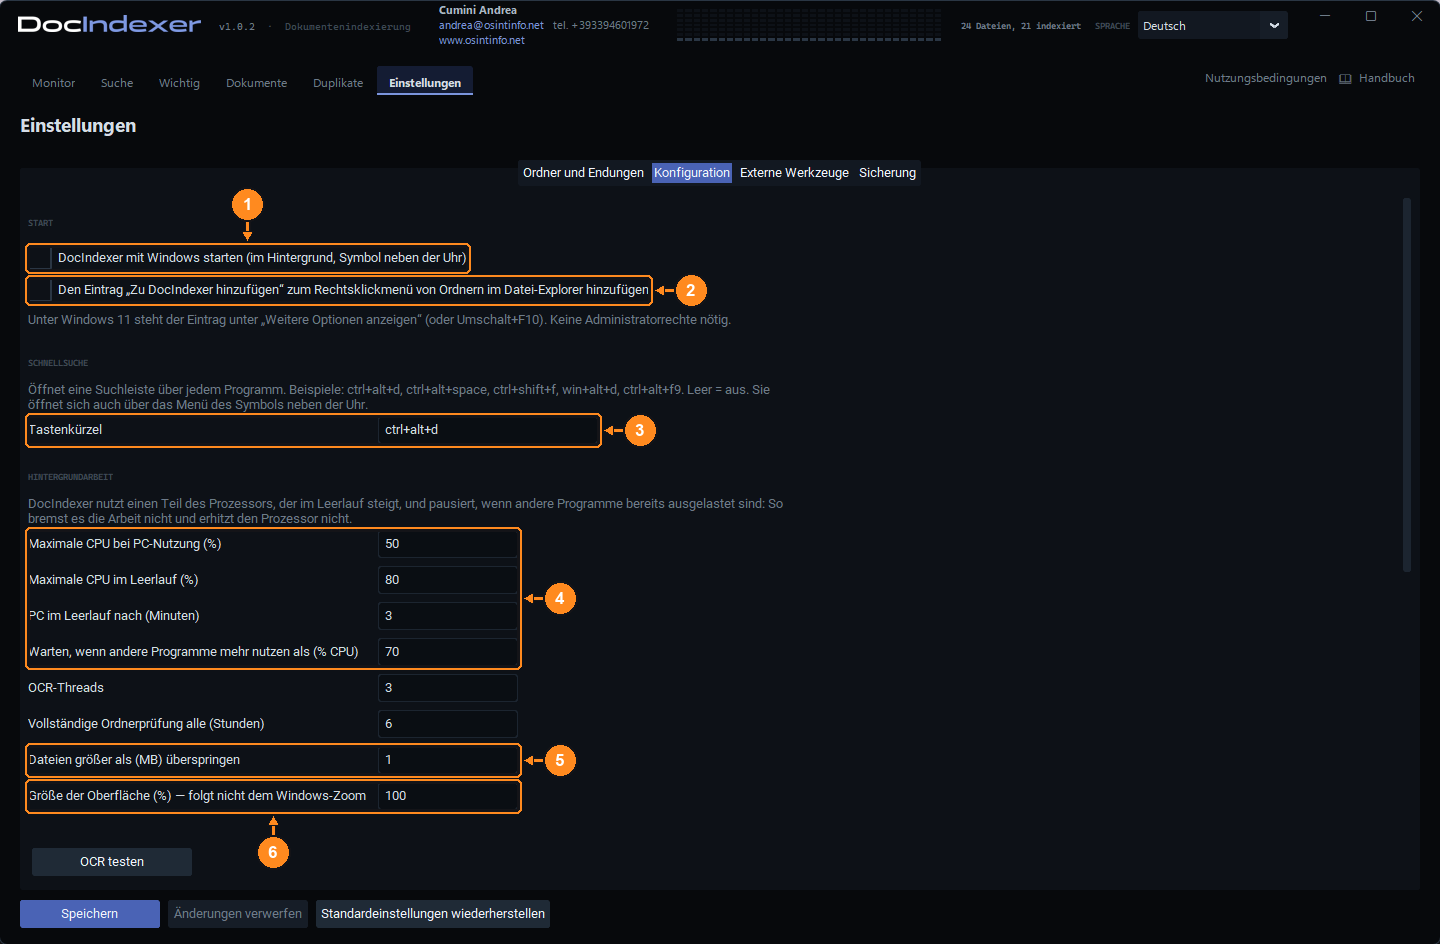 DocIndexer v1.0.2 · Dokumentenindexierung
Cumini Andrea
andrea@osintinfo.net tel. +393394601972
www.osintinfo.net
24 Dateien, 21 indexiert SPRACHE Deutsch
Monitor Suche Wichtig Dokumente Duplikate Einstellungen
Nutzungsbedingungen Handbuch
Einstellungen
Ordner und Endungen Konfiguration Externe Werkzeuge Sicherung
1
START
DocIndexer mit Windows starten (im Hintergrund, Symbol neben der Uhr)
Den Eintrag „Zu DocIndexer hinzufügen“ zum Rechtsklickmenü von Ordnern im Datei-Explorer hinzufügen 2
Unter Windows 11 steht der Eintrag unter „Weitere Optionen anzeigen“ (oder Umschalt+F10). Keine Administratorrechte nötig.
SCHNELLSUCHE
Öffnet eine Suchleiste über jedem Programm. Beispiele: ctrl+alt+d, ctrl+alt+space, ctrl+shift+f, win+alt+d, ctrl+alt+f9. Leer = aus. Sie
öffnet sich auch über das Menü des Symbols neben der Uhr.
Tastenkürzel ctrl+alt+d 3
HINTERGRUNDARBEIT
DocIndexer nutzt einen Teil des Prozessors, der im Leerlauf steigt, und pausiert, wenn andere Programme bereits ausgelastet sind: So
bremst es die Arbeit nicht und erhitzt den Prozessor nicht.
Maximale CPU bei PC-Nutzung (%) 50
Maximale CPU im Leerlauf (%) 80
4
PC im Leerlauf nach (Minuten) 3
Warten, wenn andere Programme mehr nutzen als (% CPU) 70
OCR-Threads 3
Vollständige Ordnerprüfung alle (Stunden) 6
Dateien größer als (MB) überspringen 1 5
Größe der Oberfläche (%) — folgt nicht dem Windows-Zoom 100
6
OCR testen
Speichern Änderungen verwerfen Standardeinstellungen wiederherstellen